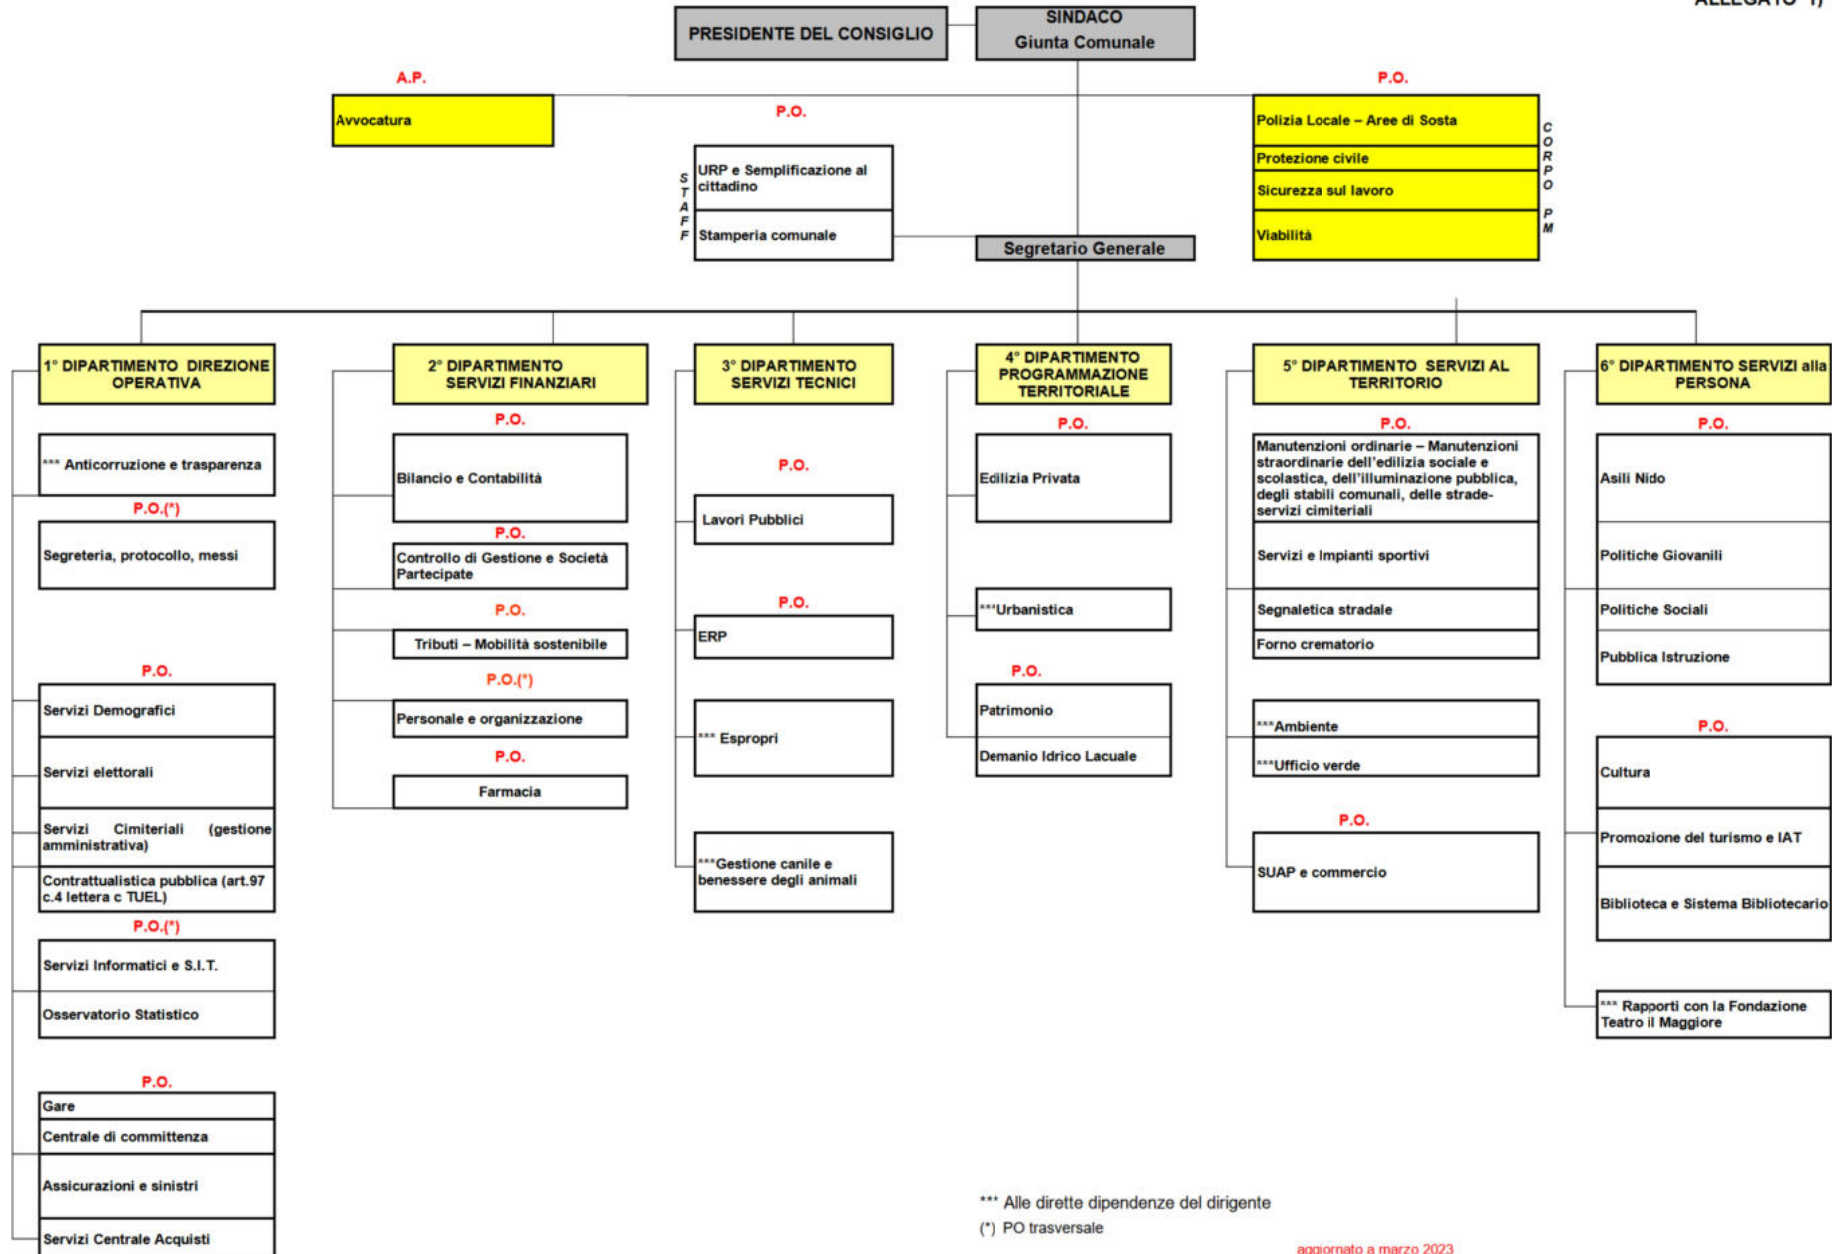 ALLEGATO 1)
PRESIDENTE DEL CONSIGLIO
SINDACO
Giunta Comunale
A.P.
Avvocatura
P.O.
STAFF
URP e Semplificazione al
cittadino
Stamperia comunale
P.O.
Polizia Locale – Aree di Sosta
Protezione civile
Sicurezza sul lavoro
Viabilità
CORPO PM
Segretario Generale
1° DIPARTIMENTO DIREZIONE
OPERATIVA
*** Anticorruzione e trasparenza
P.O.(*)
Segreteria, protocollo, messi
P.O.
Servizi Demografici
Servizi elettorali
Servizi Cimiteriali (gestione
amministrativa)
Contrattualistica pubblica (art.97
c.4 lettera c TUEL)
P.O.(*)
Servizi Informatici e S.I.T.
Osservatorio Statistico
P.O.
Gare
Centrale di committenza
Assicurazioni e sinistri
Servizi Centrale Acquisti
2° DIPARTIMENTO
SERVIZI FINANZIARI
P.O.
Bilancio e Contabilità
P.O.
Controllo di Gestione e Società
Partecipate
P.O.
Tributi – Mobilità sostenibile
P.O.(*)
Personale e organizzazione
P.O.
Farmacia
3° DIPARTIMENTO
SERVIZI TECNICI
P.O.
Lavori Pubblici
P.O.
ERP
*** Espropri
***Gestione canile e
benessere degli animali
4° DIPARTIMENTO
PROGRAMMAZIONE
TERRITORIALE
P.O.
Edilizia Privata
***Urbanistica
P.O.
Patrimonio
Demanio Idrico Lacuale
5° DIPARTIMENTO SERVIZI AL
TERRITORIO
P.O.
Manutenzioni ordinarie – Manutenzioni
straordinarie dell'edilizia sociale e
scolastica, dell'illuminazione pubblica,
degli stabili comunali, delle strade-
servizi cimiteriali
Servizi e Impianti sportivi
Segnaletica stradale
Forno crematorio
***Ambiente
***Ufficio verde
P.O.
SUAP e commercio
6° DIPARTIMENTO SERVIZI alla
PERSONA
P.O.
Asili Nido
Politiche Giovanili
Politiche Sociali
Pubblica Istruzione
P.O.
Cultura
Promozione del turismo e IAT
Biblioteca e Sistema Bibliotecario
*** Rapporti con la Fondazione
Teatro il Maggiore
*** Alle dirette dipendenze del dirigente
(*) PO trasversale
aggiornato a marzo 2023